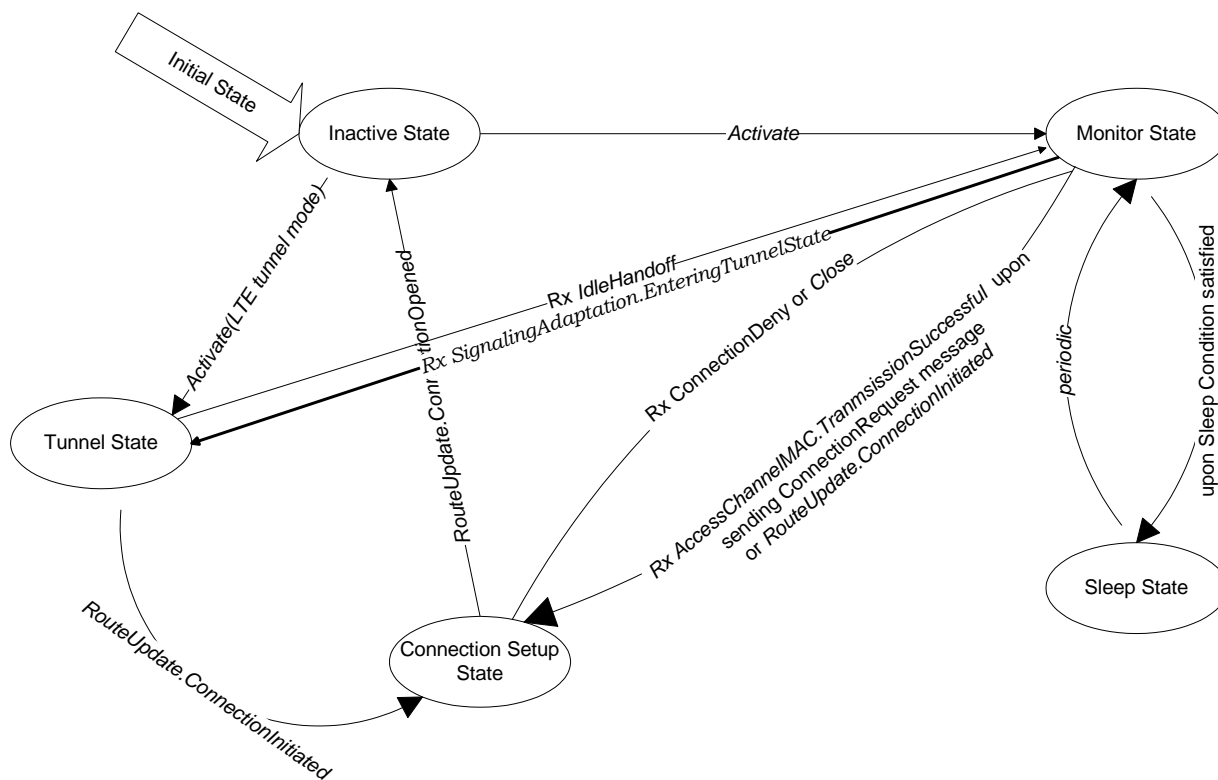 Initial State
Inactive State
Activate
Monitor State
Activate(LTE tunnel mode)
Rx IdleHandoff
Rx SignalingAdaptation.EnteringTunnelState
RouteUpdate.Conn tionOpened
Rx ConnectionDeny or Close
Rx AccessChannelMAC.TranmsissionSuccessful upon
sending ConnectionRequest message
or RouteUpdate.ConnectionInitiated
periodic
upon Sleep Condition satisfied
Tunnel State
Sleep State
Connection Setup
State
RouteUpdate.ConnectionInitiated